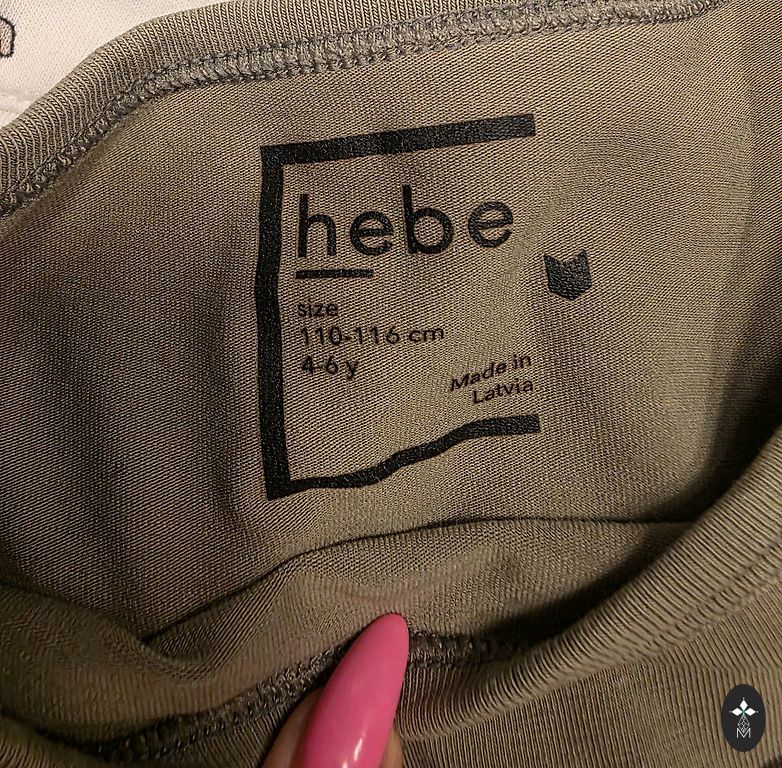 hebe
size
110-116 cm
4-6 y
Made in
Latvia
M